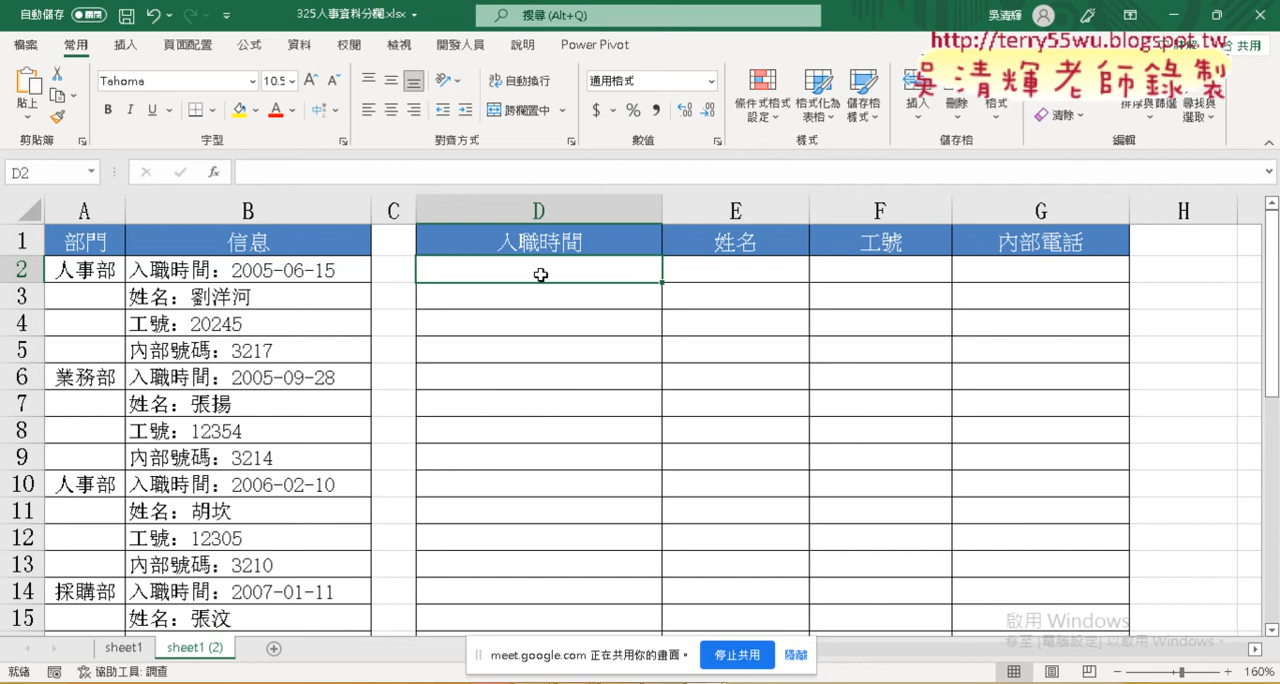 自動儲存 325人事資料分欄.xlsx 搜尋 (Alt+Q) 吳清輝
檔案 常用 插入 頁面配置 公式 資料 校閱 檢視 開發人員 說明 Power Pivot 共用
http://terry55wu.blogspot.tw
吳清輝老師錄製
貼上 Tahoma 10.5 自動換行 通用格式 條件式格式設定 格式化為表格 儲存格樣式 插入 刪除 格式 排序與篩選 尋找與選取
B I U 跨欄置中 $ % 清除
剪貼簿 字型 對齊方式 數值 樣式 儲存格 編輯
D2 fx
A B C D E F G H
1 部門 信息 入職時間 姓名 工號 內部電話
2 人事部 入職時間：2005-06-15
3 姓名：劉洋河
4 工號：20245
5 內部號碼：3217
6 業務部 入職時間：2005-09-28
7 姓名：張揚
8 工號：12354
9 內部號碼：3214
10 人事部 入職時間：2006-02-10
11 姓名：胡坎
12 工號：12305
13 內部號碼：3210
14 採購部 入職時間：2007-01-11
15 姓名：張汶
啟用 Windows
移至 [電腦設定] 以啟用 Windows。
sheet1 sheet1 (2)
meet.google.com 正在共用你的畫面。 停止共用 隱藏
就緒 協助工具: 調查 160%